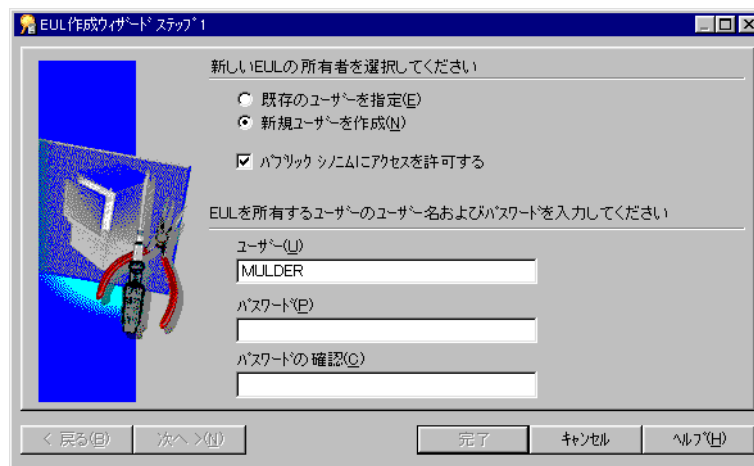 EUL作成ウィザード ステップ1
新しいEULの所有者を選択してください
既存のユーザーを指定(E)
新規ユーザーを作成(N)
パブリック シノニムにアクセスを許可する
EULを所有するユーザーのユーザー名およびパスワードを入力してください
ユーザー(U)
MULDER
パスワード(P)
パスワードの確認(C)
< 戻る(B)
次へ >(N)
完了
キャンセル
ヘルプ(H)